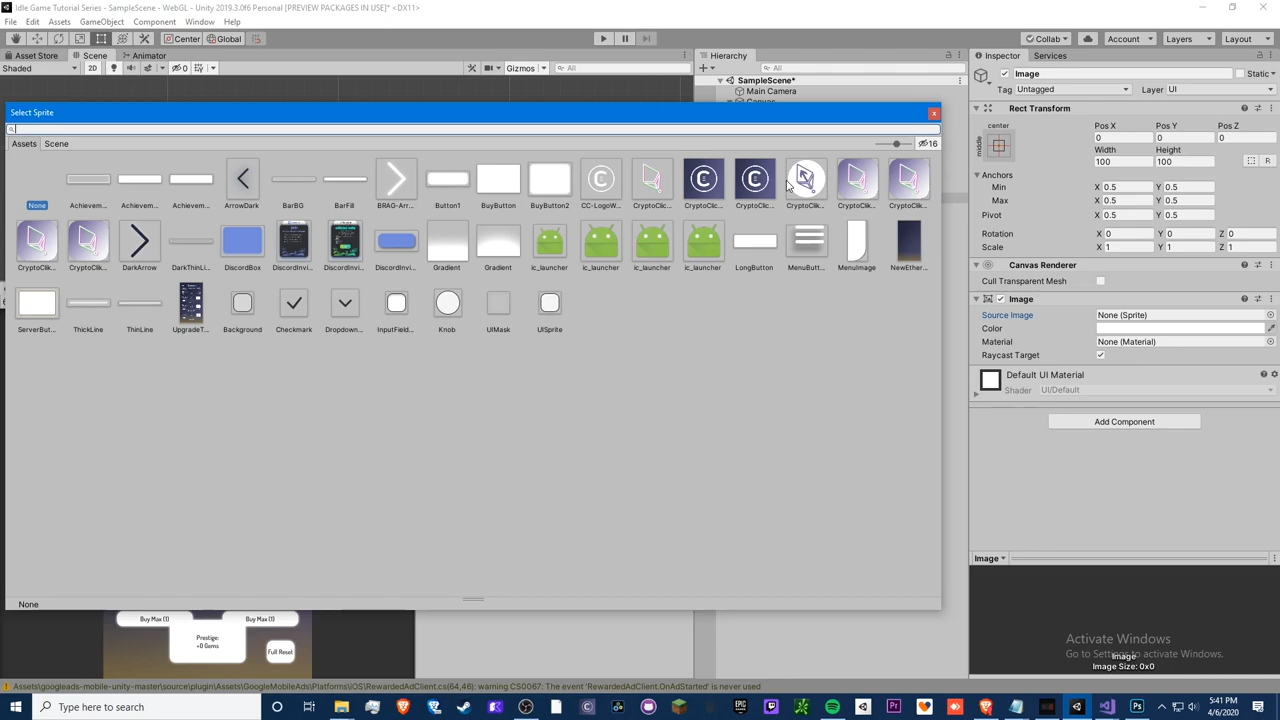 Idle Game Tutorial Series - SampleScene - WebGL - Unity 2019.3.0f6 Personal [PREVIEW PACKAGES IN USE]* <DX11>
File Edit Assets GameObject Component Window Help
Center Global Collab Account Layers Layout
Asset Store Scene Animator Hierarchy Inspector Services
Shaded 2D 0 Gizmos All All
Image Static
SampleScene*
Tag Untagged Layer UI
Main Camera
Canvas
Rect Transform
Select Sprite
center Pos X Pos Y Pos Z
0 0 0
middle Width Height
100 100 R
Assets Scene 16
Anchors
Min X 0.5 Y 0.5
Max X 0.5 Y 0.5
Pivot X 0.5 Y 0.5
Rotation X 0 Y 0 Z 0
Scale X 1 Y 1 Z 1
None Achievem... Achievem... Achievem... ArrowDark BarBG BarFill BRAG-Arr... Button1 BuyButton BuyButton2 CC-LogoW... CryptoClic... CryptoClic... CryptoClic... CryptoClik... CryptoClik... CryptoClik...
CryptoClik... CryptoClik... DarkArrow DarkThinLi... DiscordBox DiscordInvi... DiscordInvi... DiscordInvi... Gradient Gradient ic_launcher ic_launcher ic_launcher ic_launcher LongButton MenuButt... MenuImage NewEther...
ServerBut... ThickLine ThinLine UpgradeT... Background Checkmark Dropdown... InputField... Knob UIMask UISprite
Canvas Renderer
Cull Transparent Mesh
Image
Source Image None (Sprite)
Color
Material None (Material)
Raycast Target
Default UI Material
Shader UI/Default
Add Component
None
Image
Buy Max (1) Buy Max (1)
Prestige:
+0 Gems
Full Reset
Activate Windows
Go to Settings to activate Windows.
Image
Image Size: 0x0
Assets\googleads-mobile-unity-master\source\plugin\Assets\GoogleMobileAds\Platforms\iOS\RewardedAdClient.cs(64,46): warning CS0067: The event 'RewardedAdClient.OnAdStarted' is never used
Type here to search
5:41 PM
4/6/2020